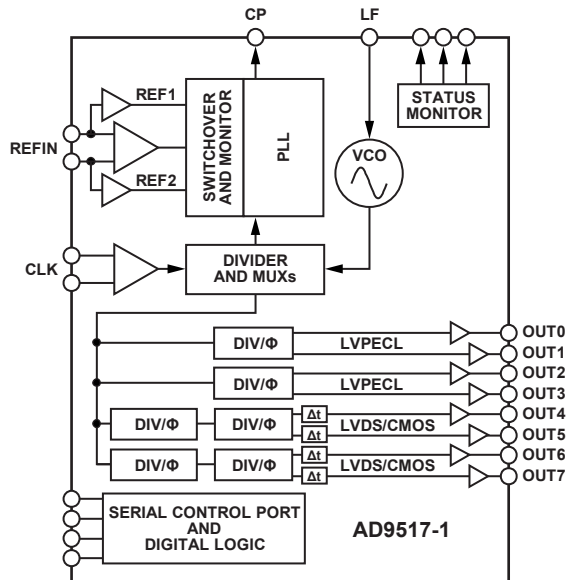 CP
LF
REF1
REFIN
REF2
SWITCHOVER
AND MONITOR
PLL
STATUS
MONITOR
VCO
CLK
DIVIDER
AND MUXs
DIV/Φ
LVPECL
OUT0
OUT1
DIV/Φ
LVPECL
OUT2
OUT3
DIV/Φ
DIV/Φ
Δt
Δt
LVDS/CMOS
OUT4
OUT5
DIV/Φ
DIV/Φ
Δt
Δt
LVDS/CMOS
OUT6
OUT7
SERIAL CONTROL PORT
AND
DIGITAL LOGIC
AD9517-1